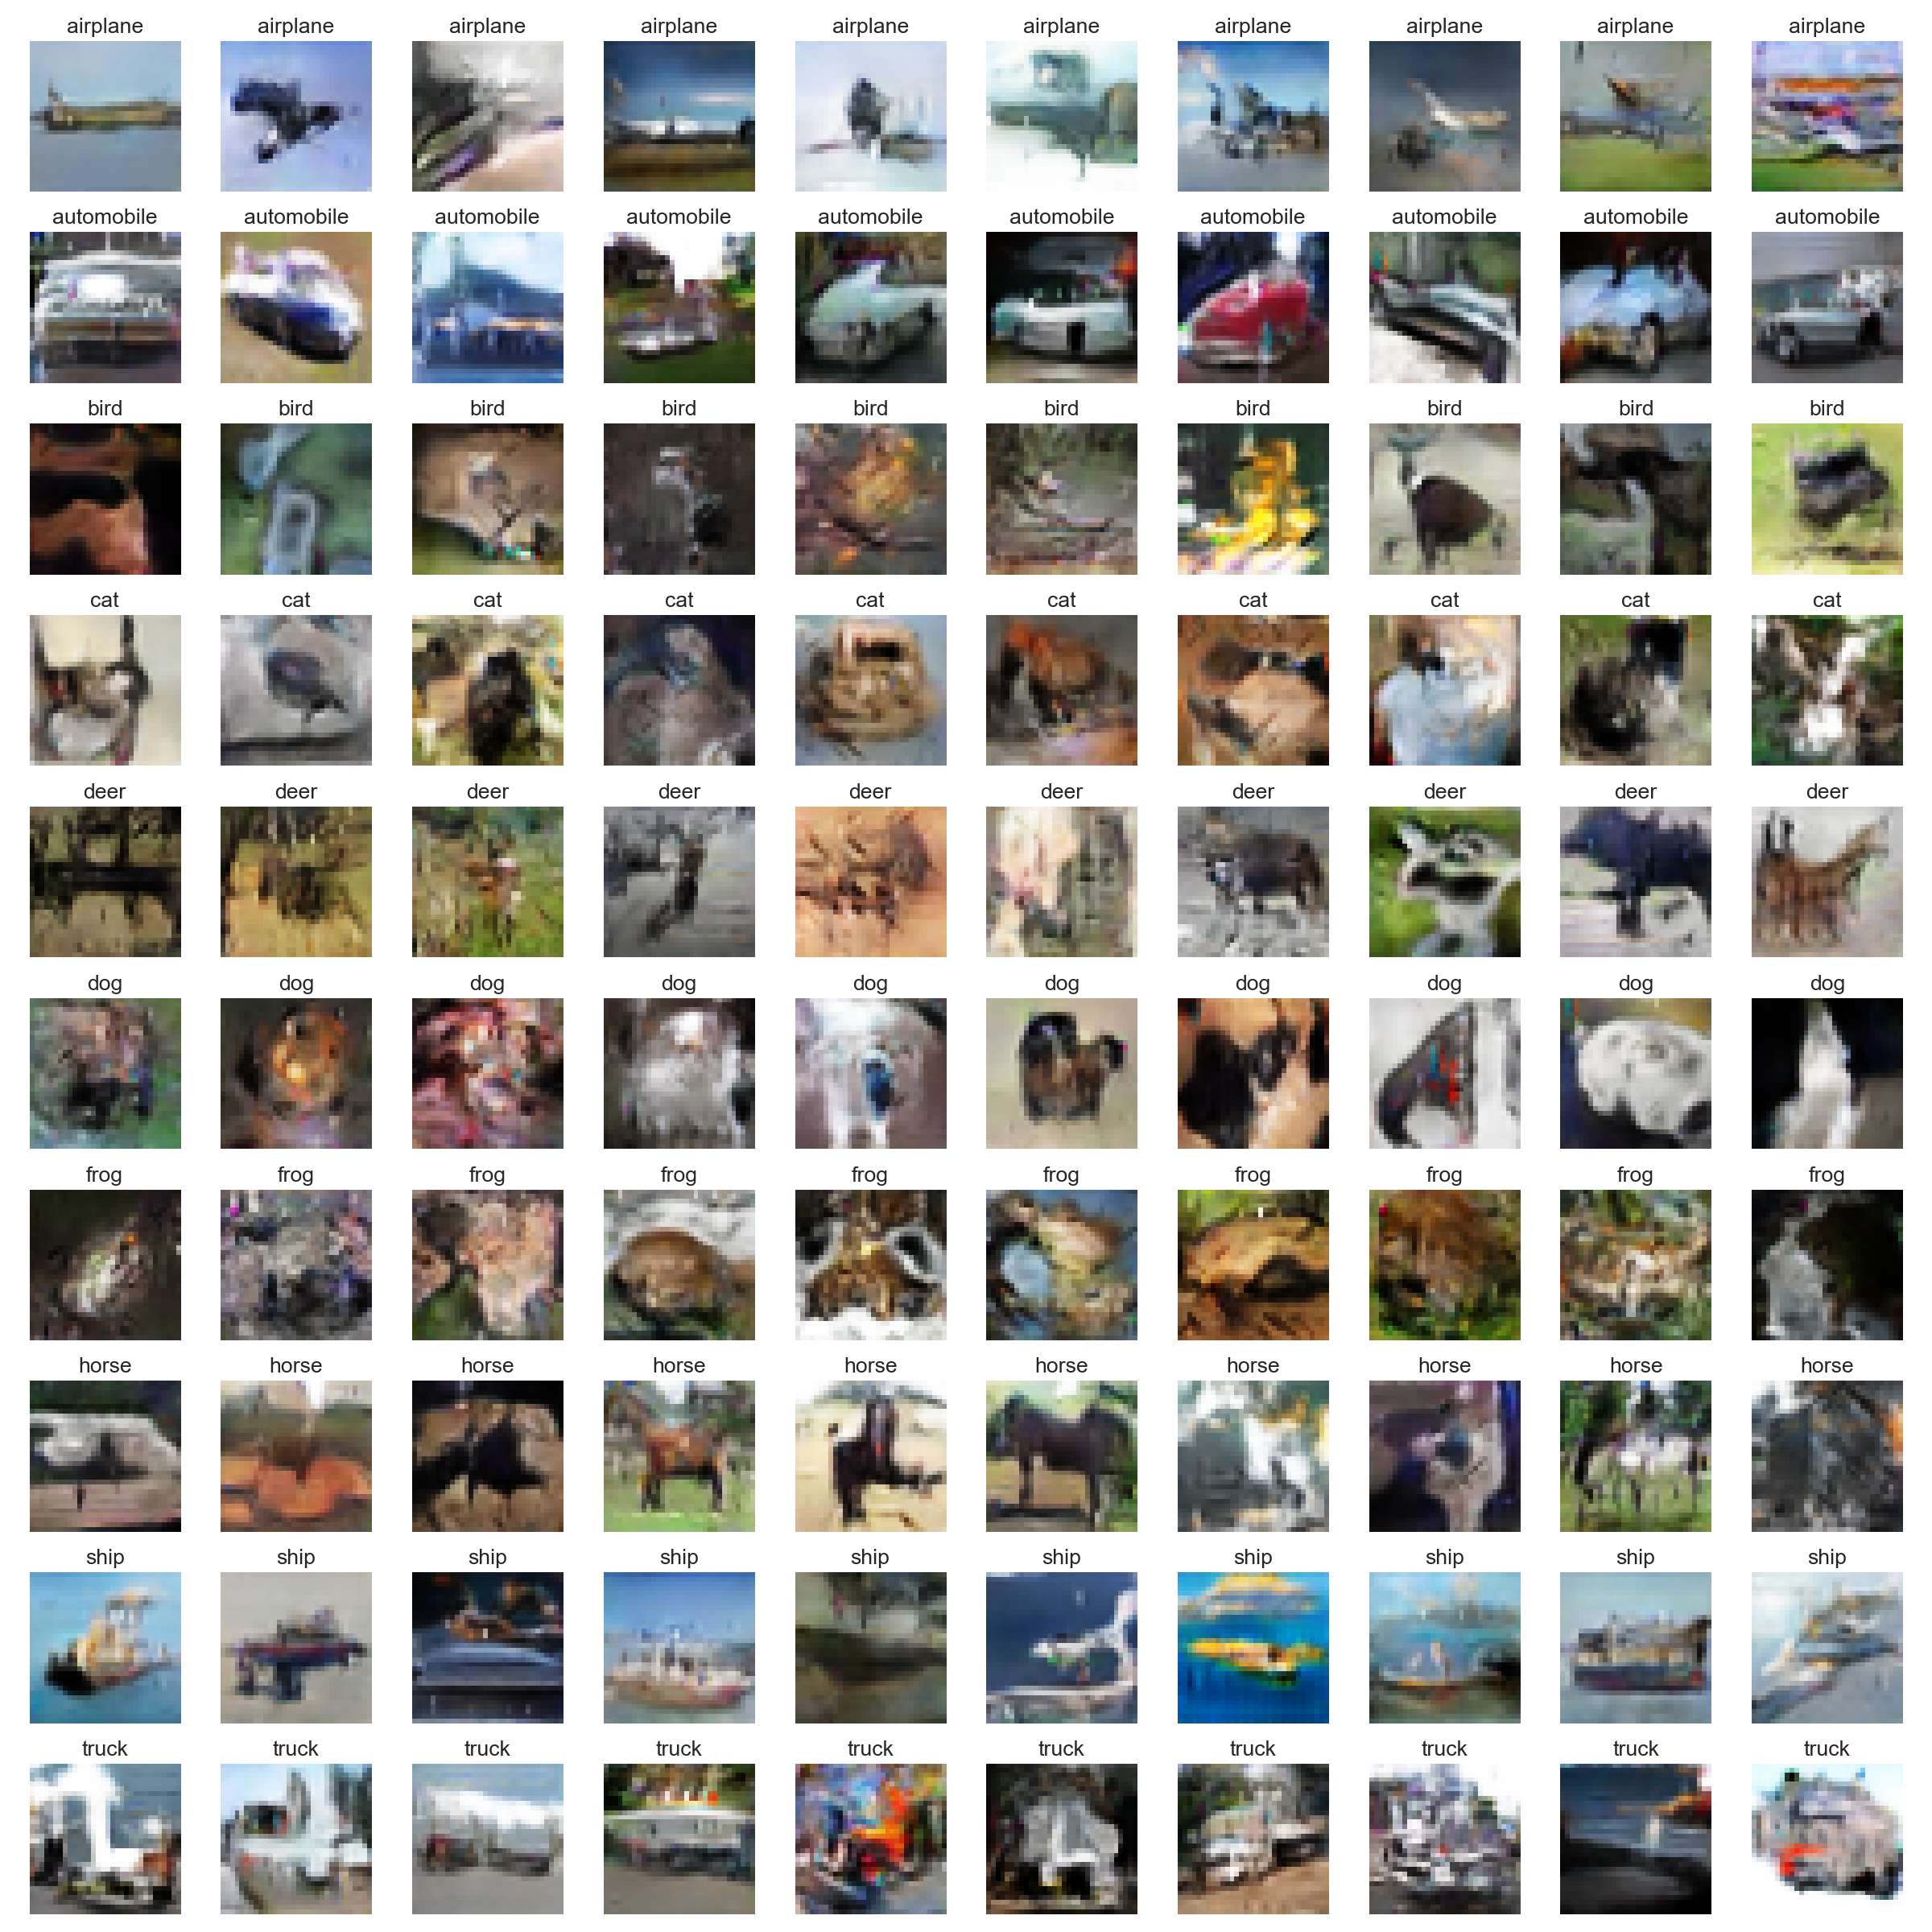 airplane airplane airplane airplane airplane airplane airplane airplane airplane airplane
automobile automobile automobile automobile automobile automobile automobile automobile automobile automobile
bird bird bird bird bird bird bird bird bird bird
cat cat cat cat cat cat cat cat cat cat
deer deer deer deer deer deer deer deer deer deer
dog dog dog dog dog dog dog dog dog dog
frog frog frog frog frog frog frog frog frog frog
horse horse horse horse horse horse horse horse horse horse
ship ship ship ship ship ship ship ship ship ship
truck truck truck truck truck truck truck truck truck truck